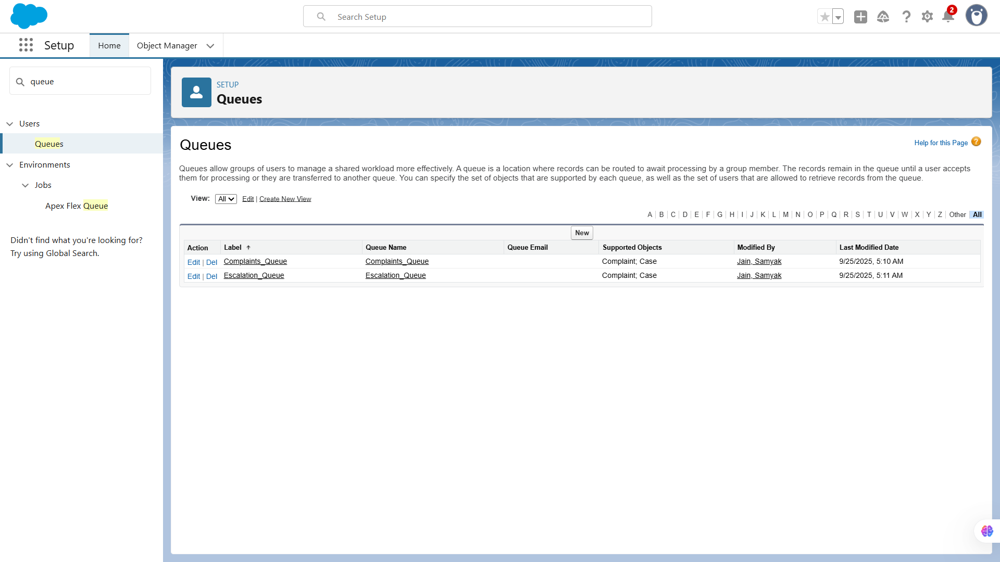 Search Setup
2
Setup
Home
Object Manager
queue
Users
Queues
Environments
Jobs
Apex Flex Queue
Didn't find what you're looking for?
Try using Global Search.
SETUP
Queues
Queues
Help for this Page ?
Queues allow groups of users to manage a shared workload more effectively. A queue is a location where records can be routed to await processing by a group member. The records remain in the queue until a user accepts
them for processing or they are transferred to another queue. You can specify the set of objects that are supported by each queue, as well as the set of users that are allowed to retrieve records from the queue.
View: All Edit | Create New View
A | B | C | D | E | F | G | H | I | J | K | L | M | N | O | P | Q | R | S | T | U | V | W | X | Y | Z | Other | All
New
Action Label Queue Name Queue Email Supported Objects Modified By Last Modified Date
Edit | Del Complaints_Queue Complaints_Queue Complaint; Case Jain, Samyak 9/25/2025, 5:10 AM
Edit | Del Escalation_Queue Escalation_Queue Complaint; Case Jain, Samyak 9/25/2025, 5:11 AM